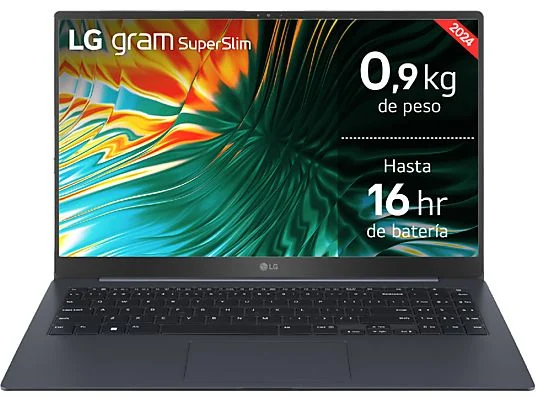 LG gram SuperSlim
2024
0,9 kg
de peso
Hasta
16 hr
de batería
LG